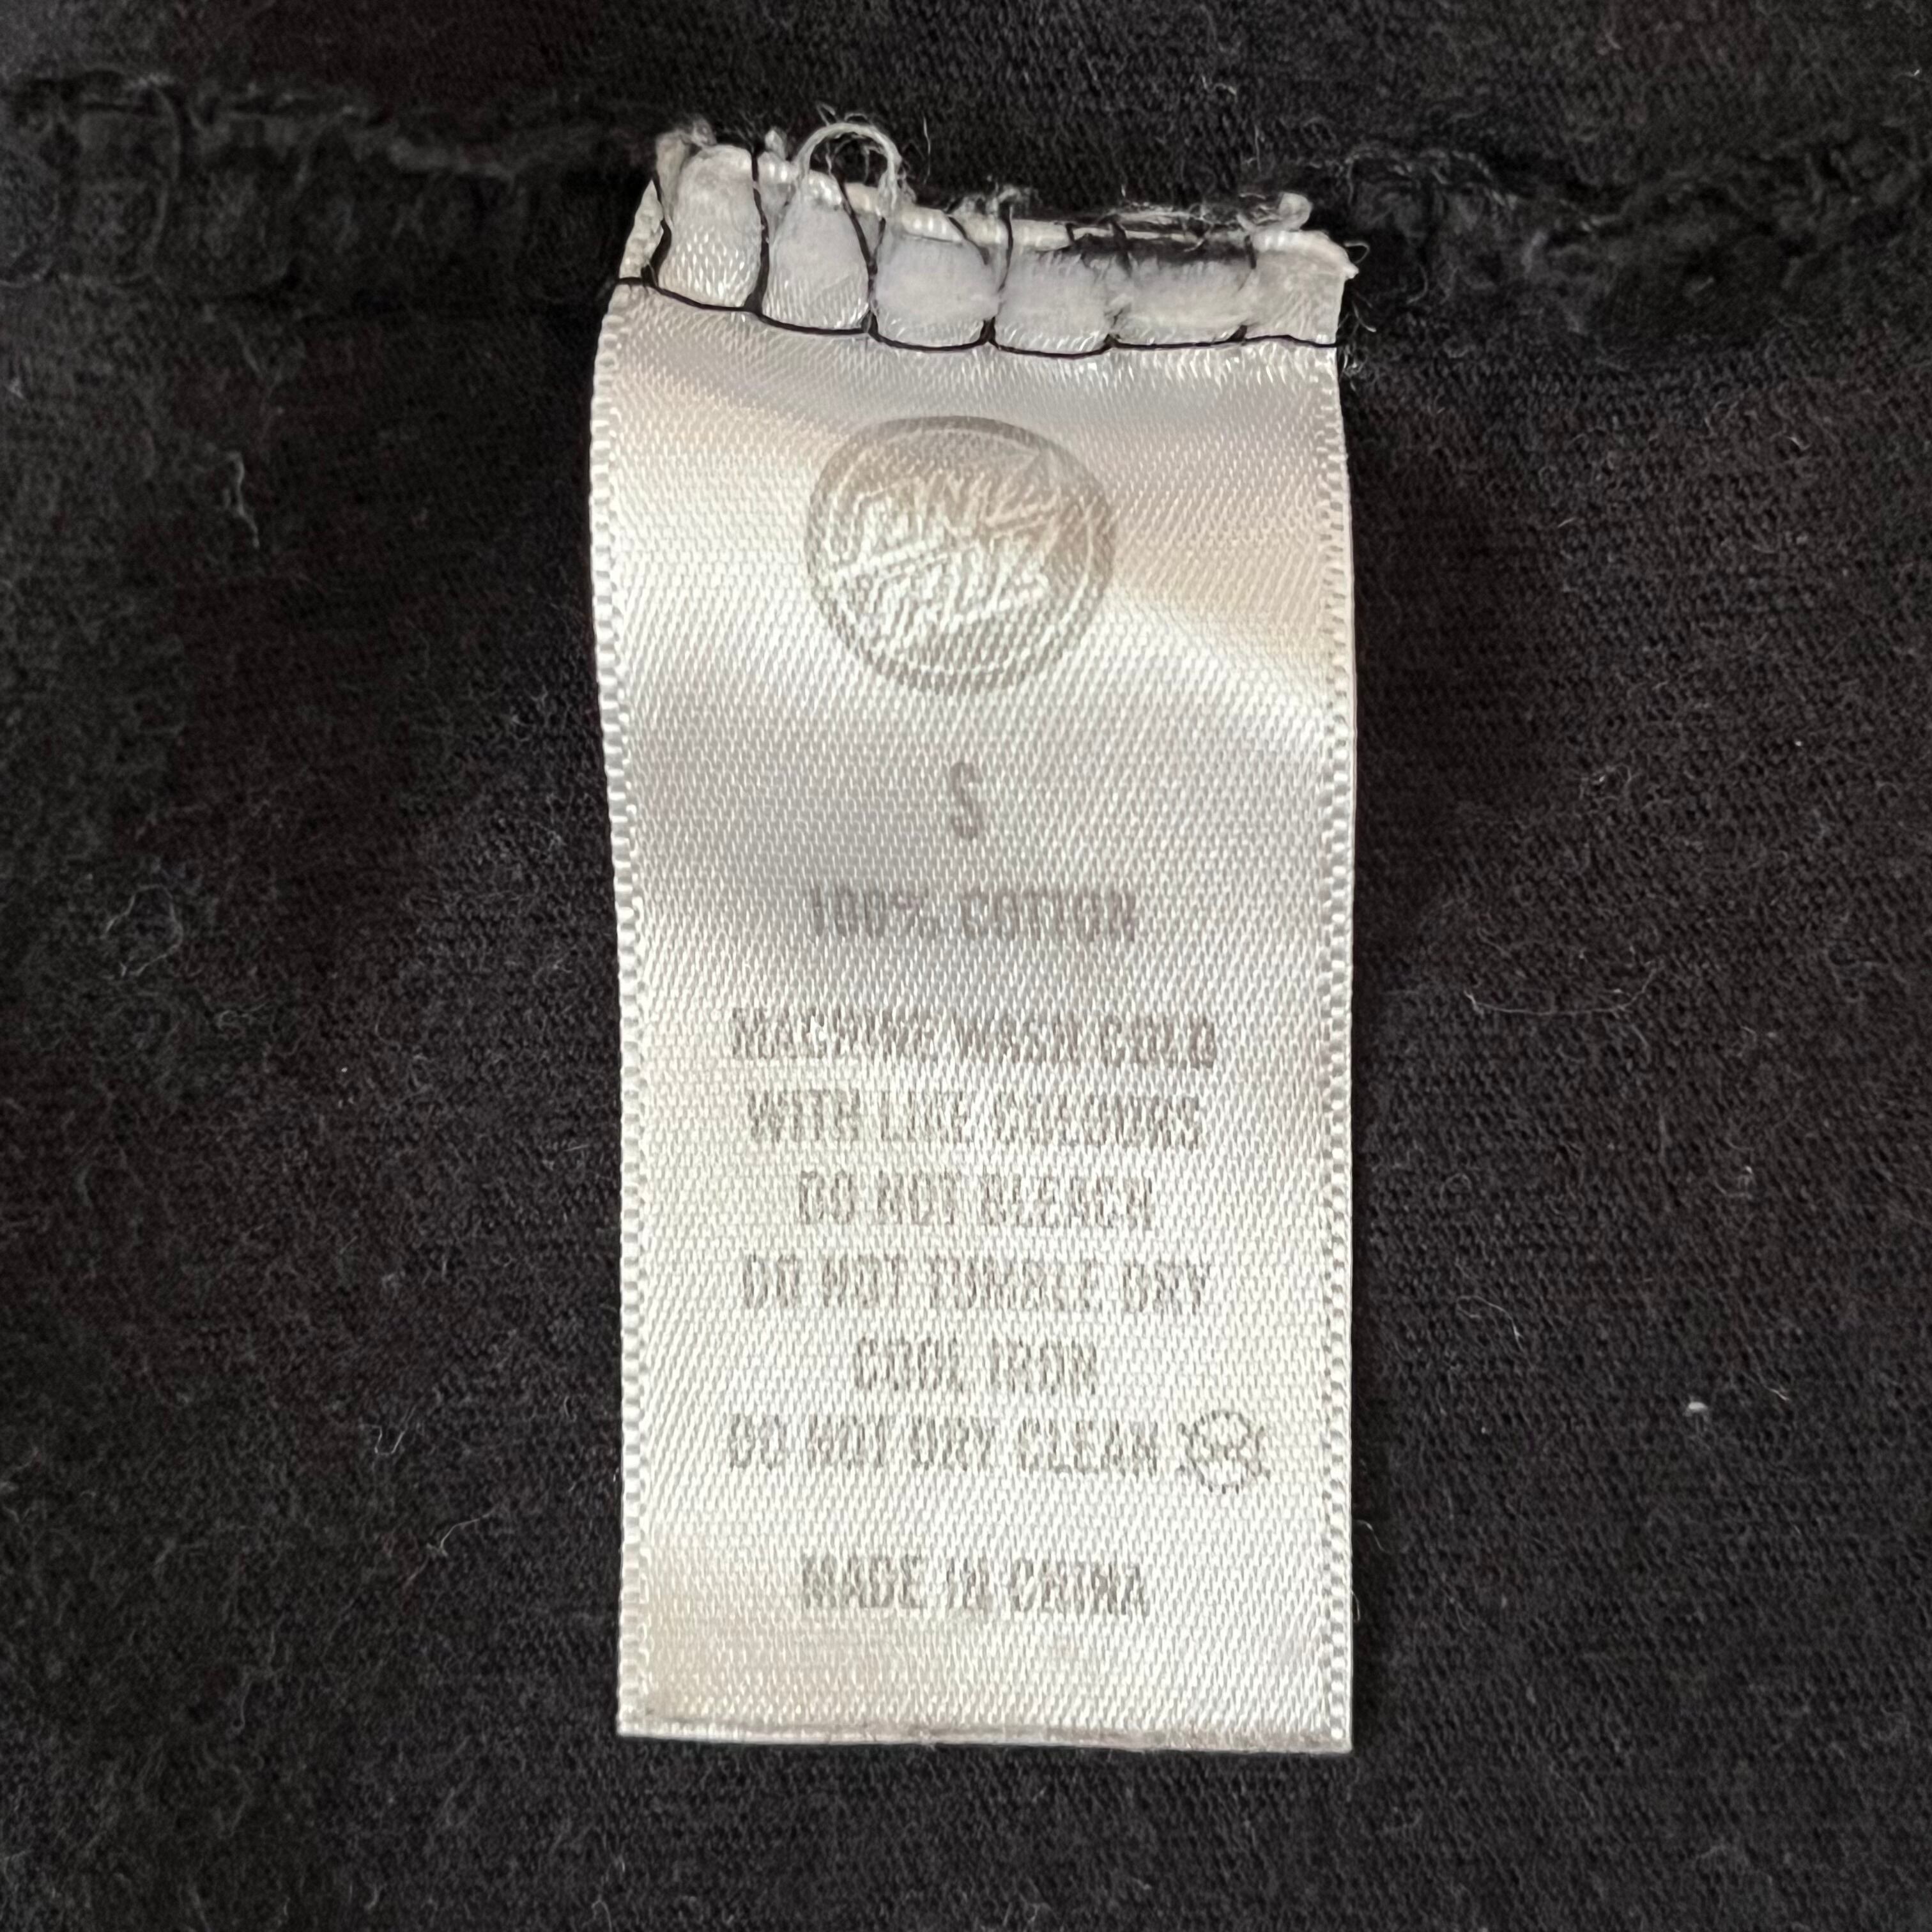 S
100% COTTON
MACHINE WASH COLD
WITH LIKE COLOURS
DO NOT BLEACH
DO NOT TUMBLE DRY
COOL IRON
DO NOT DRY CLEAN
MADE IN CHINA